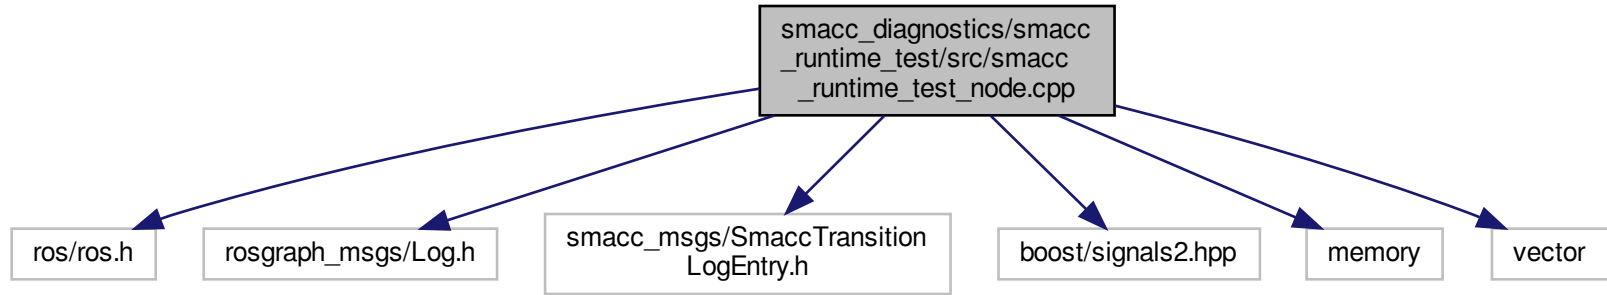 smacc_diagnostics/smacc
_runtime_test/src/smacc
_runtime_test_node.cpp
ros/ros.h
rosgraph_msgs/Log.h
smacc_msgs/SmaccTransition
LogEntry.h
boost/signals2.hpp
memory
vector